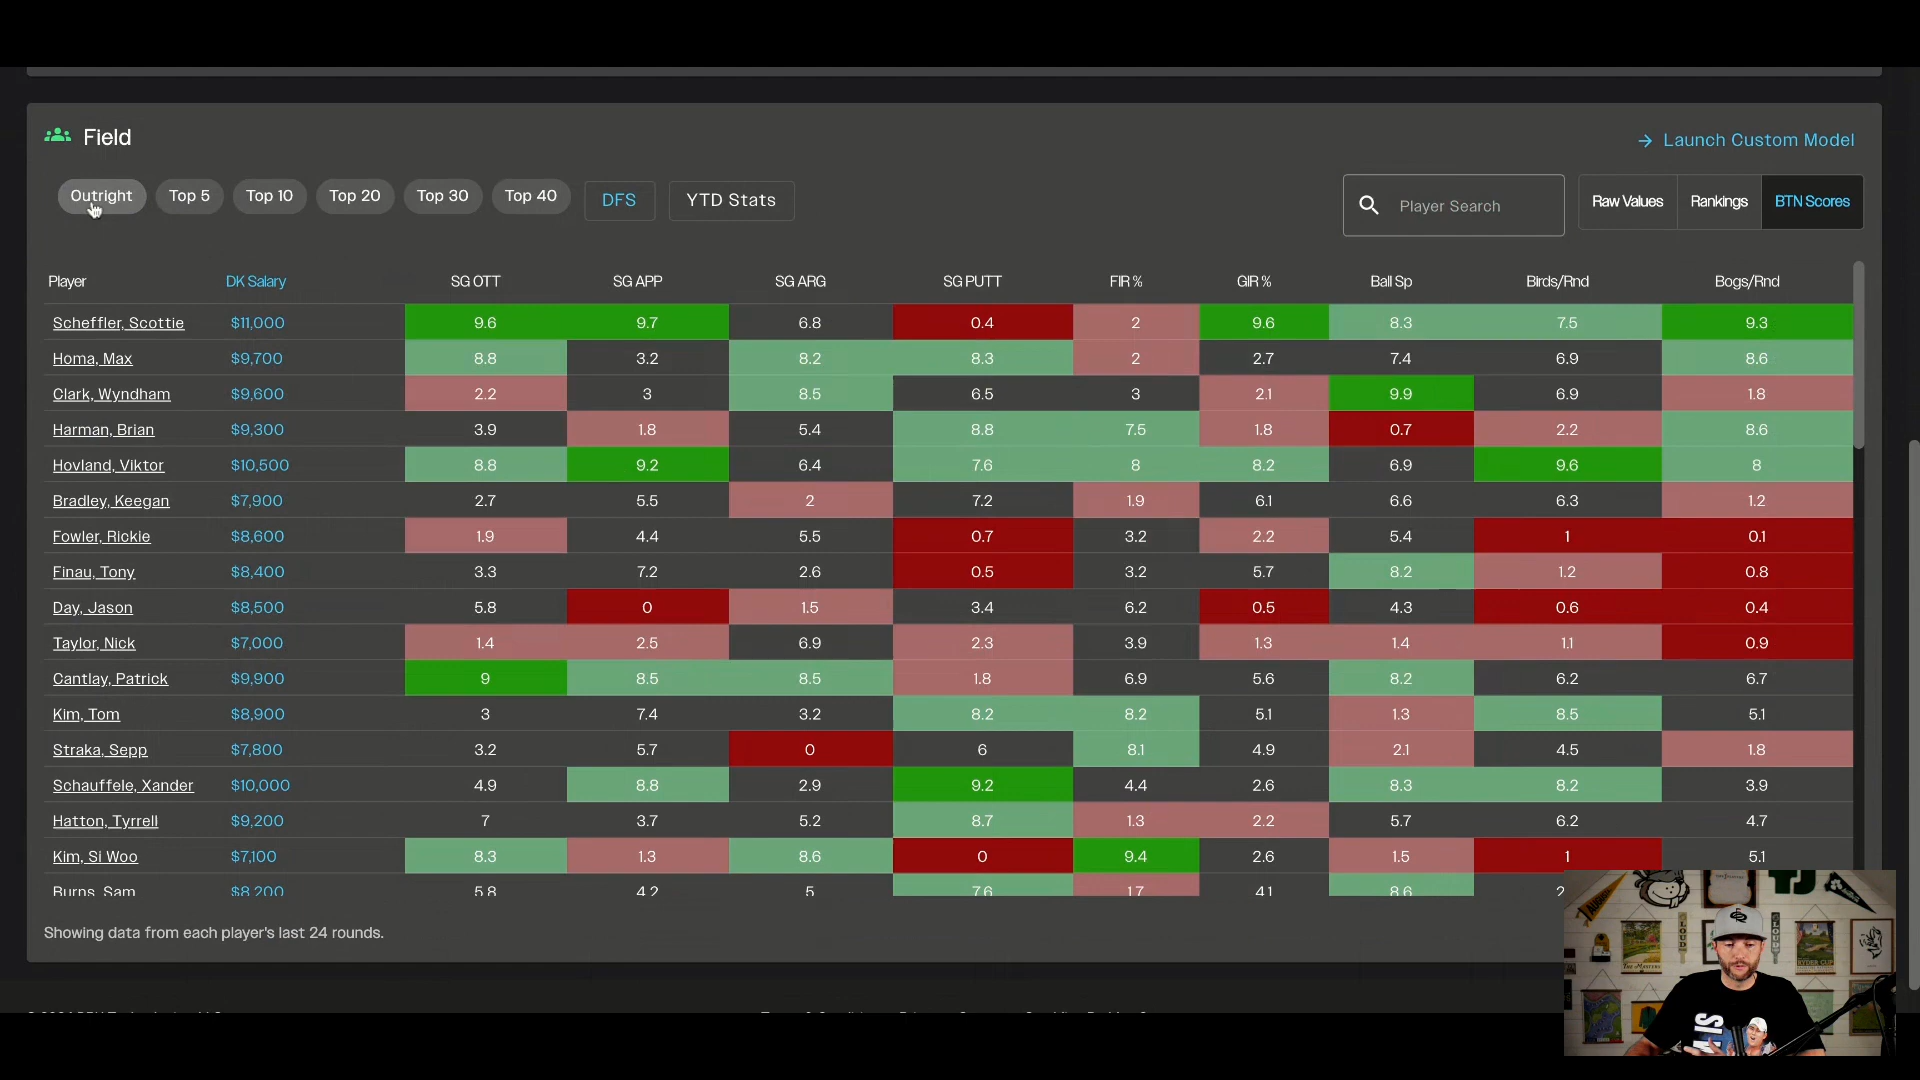 Field
Launch Custom Model
Outright Top 5 Top 10 Top 20 Top 30 Top 40 DFS YTD Stats Player Search Raw Values Rankings BTN Scores
Player DK Salary SG OTT SG APP SG ARG SG PUTT FIR % GIR % Ball Sp Birds/Rnd Bogs/Rnd
Scheffler, Scottie $11,000 9.6 9.7 6.8 0.4 2 9.6 8.3 7.5 9.3
Homa, Max $9,700 8.8 3.2 8.2 8.3 2 2.7 7.4 6.9 8.6
Clark, Wyndham $9,600 2.2 3 8.5 6.5 3 2.1 9.9 6.9 1.8
Harman, Brian $9,300 3.9 1.8 5.4 8.8 7.5 1.8 0.7 2.2 8.6
Hovland, Viktor $10,500 8.8 9.2 6.4 7.6 8 8.2 6.9 9.6 8
Bradley, Keegan $7,900 2.7 5.5 2 7.2 1.9 6.1 6.6 6.3 1.2
Fowler, Rickie $8,600 1.9 4.4 5.5 0.7 3.2 2.2 5.4 1 0.1
Finau, Tony $8,400 3.3 7.2 2.6 0.5 3.2 5.7 8.2 1.2 0.8
Day, Jason $8,500 5.8 0 1.5 3.4 6.2 0.5 4.3 0.6 0.4
Taylor, Nick $7,000 1.4 2.5 6.9 2.3 3.9 1.3 1.4 1.1 0.9
Cantlay, Patrick $9,900 9 8.5 8.5 1.8 6.9 5.6 8.2 6.2 6.7
Kim, Tom $8,900 3 7.4 3.2 8.2 8.2 5.1 1.3 8.5 5.1
Straka, Sepp $7,800 3.2 5.7 0 6 8.1 4.9 2.1 4.5 1.8
Schauffele, Xander $10,000 4.9 8.8 2.9 9.2 4.4 2.6 8.3 8.2 3.9
Hatton, Tyrrell $9,200 7 3.7 5.2 8.7 1.3 2.2 5.7 6.2 4.7
Kim, Si Woo $7,100 8.3 1.3 8.6 0 9.4 2.6 1.5 1 5.1
Burns, Sam $8,200 5.8 4.2 5 7.6 1.7 4.1 8.6
Showing data from each player's last 24 rounds.